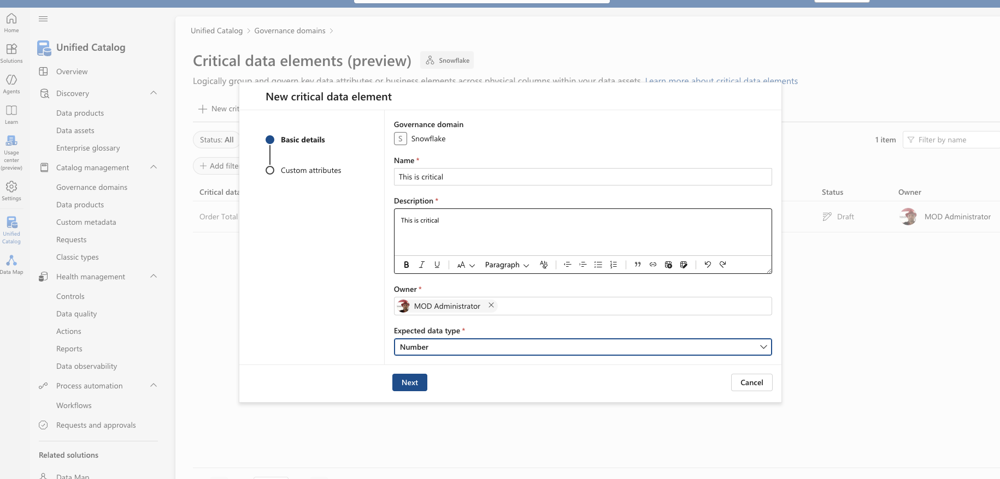 Home
Solutions
Agents
Learn
Usage
center
(preview)
Settings
Unified
Catalog
Data Map
Unified Catalog
Overview
Discovery
Data products
Data assets
Enterprise glossary
Catalog management
Governance domains
Data products
Custom metadata
Requests
Classic types
Health management
Controls
Data quality
Actions
Reports
Data observability
Process automation
Workflows
Requests and approvals
Related solutions
Data Map
Unified Catalog > Governance domains >
Critical data elements (preview) Snowflake
Logically group and govern key data attributes or business elements across physical columns within your data assets. Learn more about critical data elements
New crit
Status: All
1 item Filter by name
Add filte
Critical data Status Owner
Order Total Draft MOD Administrator
New critical data element
Basic details
Custom attributes
Governance domain
S Snowflake
Name *
This is critical
Description *
This is critical
B I U AA Paragraph
Owner *
MOD Administrator
Expected data type *
Number
Next Cancel